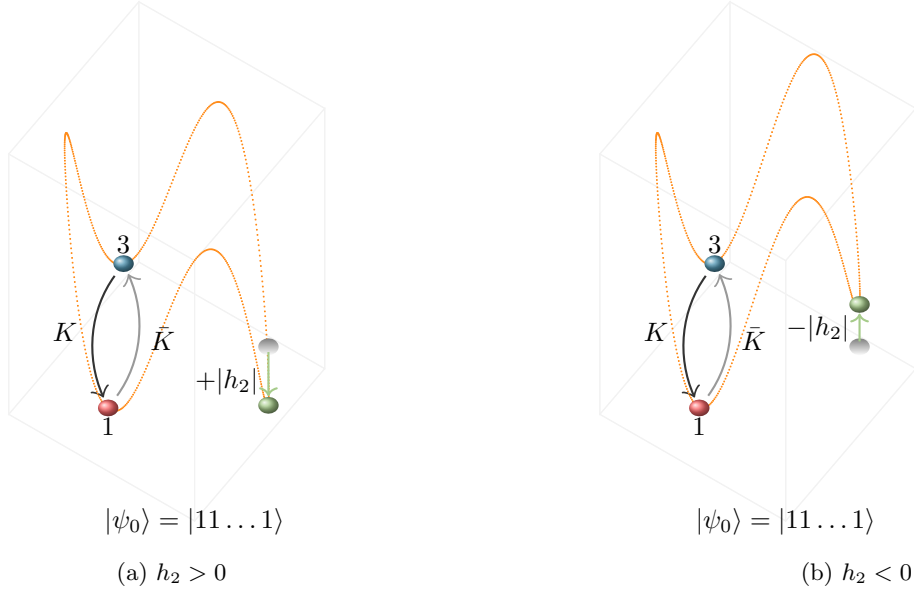 3
3
K
K̄
K
K̄
−|h₂|
+|h₂|
1
1
|ψ₀⟩ = |11 . . . 1⟩
|ψ₀⟩ = |11 . . . 1⟩
(a) h₂ > 0
(b) h₂ < 0